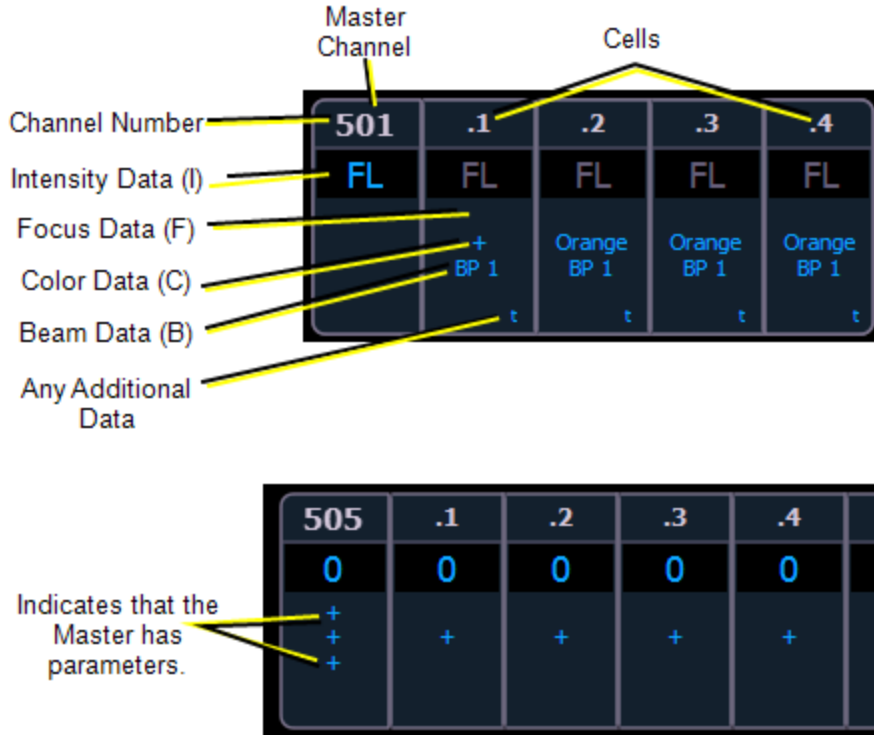 Master
Channel
Cells
Channel Number
501 .1 .2 .3 .4
Intensity Data (I)
FL FL FL FL FL
Focus Data (F)
+ Orange Orange Orange
Color Data (C)
BP 1 BP 1 BP 1 BP 1
Beam Data (B)
t t t t
Any Additional
Data
505 .1 .2 .3 .4
0 0 0 0 0
Indicates that the
Master has
parameters.
+
+ + + + +
+